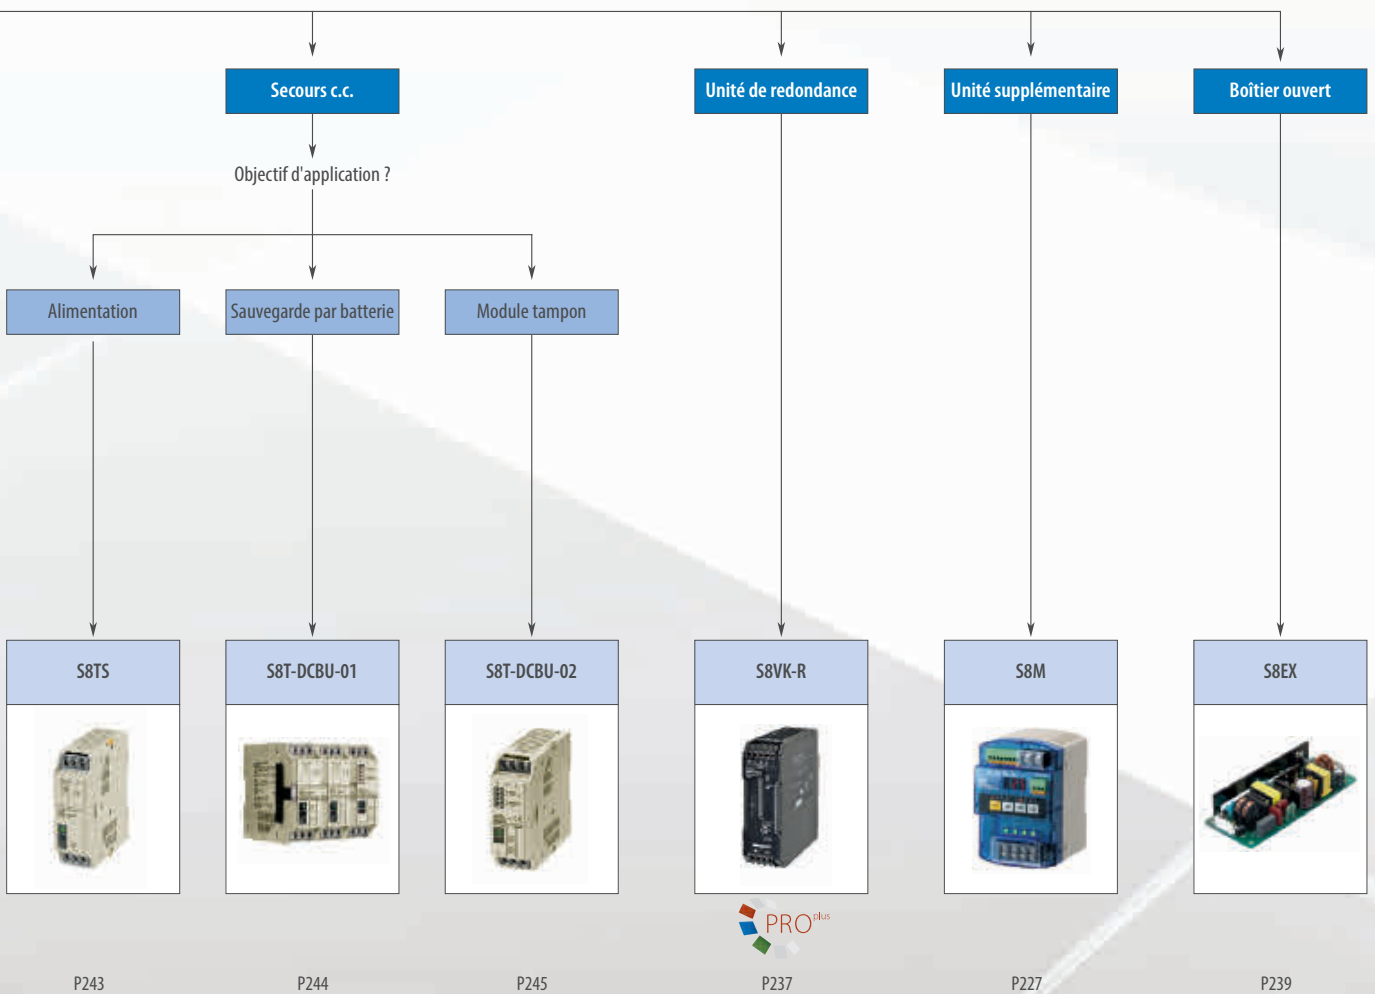 Secours c.c.
Unité de redondance
Unité supplémentaire
Boîtier ouvert
Objectif d'application ?
Alimentation
Sauvegarde par batterie
Module tampon
S8TS
S8T-DCBU-01
S8T-DCBU-02
S8VK-R
S8M
S8EX
PRO plus
P243
P244
P245
P237
P227
P239